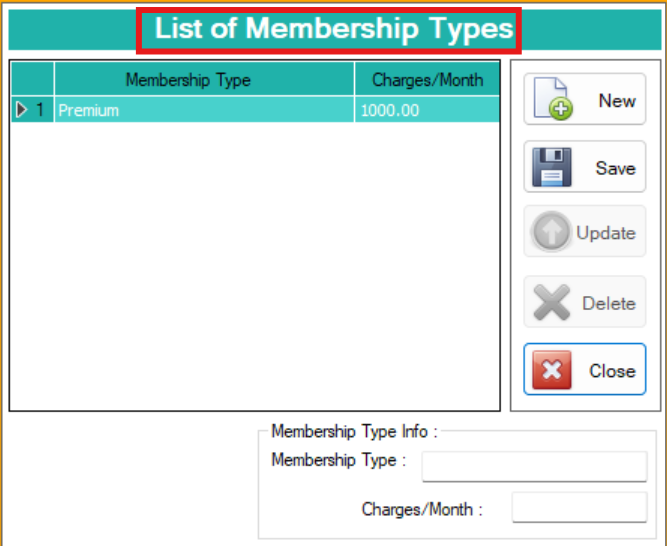 List of Membership Types
Membership Type Charges/Month
1 Premium 1000.00
New
Save
Update
Delete
Close
Membership Type Info :
Membership Type :
Charges/Month :